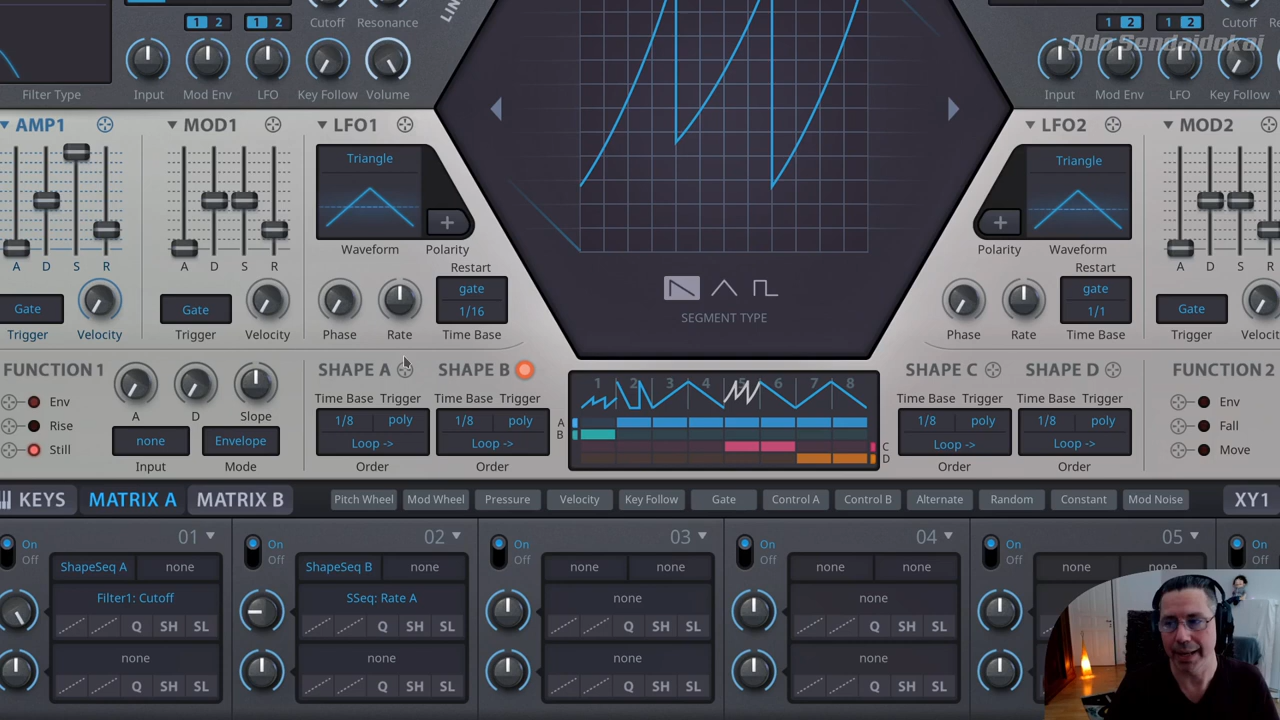 Cutoff Resonance
LIN
Cutoff
1 2 1 2
1 2 1 2
Odo Sendaidokai
Filter Type Input Mod Env LFO Key Follow Volume
Input Mod Env LFO Key Follow
AMP1 MOD1 LFO1
LFO2 MOD2
Triangle
Triangle
Waveform Polarity
Polarity Waveform
A D S R A D S R
A D S R
Restart
Restart
gate
gate
Gate Gate
Gate
1/16
1/1
Trigger Velocity Trigger Velocity Phase Rate Time Base
SEGMENT TYPE
Phase Rate Time Base Trigger Velocit
FUNCTION 1 SHAPE A SHAPE B
SHAPE C SHAPE D FUNCTION 2
1 2 3 4 5 6 7 8
Env
Time Base Trigger Time Base Trigger
Time Base Trigger Time Base Trigger
Env
A D Slope
1/8 poly 1/8 poly
A
B
1/8 poly 1/8 poly
Rise
Fall
none Envelope
Loop -> Loop ->
C
D
Loop -> Loop ->
Still
Move
Input Mode Order Order
Order Order
KEYS MATRIX A MATRIX B Pitch Wheel Mod Wheel Pressure Velocity Key Follow Gate Control A Control B Alternate Random Constant Mod Noise XY1
01 02 03 04 05
On On On On On On
Off Off Off Off Off Off
ShapeSeq A none ShapeSeq B none none none none none none none
Filter1: Cutoff SSeq: Rate A none none
Q SH SL Q SH SL Q SH SL Q SH SL
none none none none
Q SH SL Q SH SL Q SH SL Q SH SL